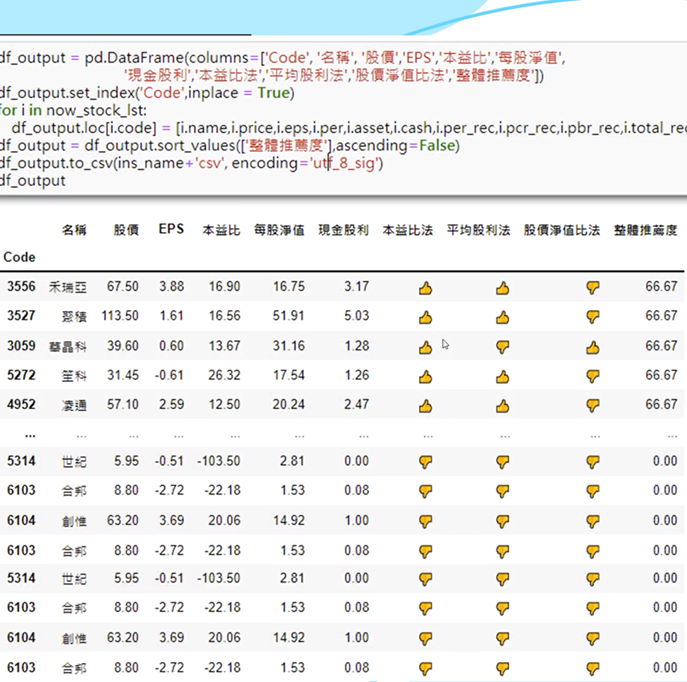 df_output = pd.DataFrame(columns=['Code', '名稱', '股價','EPS','本益比','每股淨值',
'現金股利','本益比法','平均股利法','股價淨值比法','整體推薦度'])
df_output.set_index('Code',inplace = True)
for i in now_stock_lst:
df_output.loc[i.code] = [i.name,i.price,i.eps,i.per,i.asset,i.cash,i.per_rec,i.pcr_rec,i.pbr_rec,i.total_rec
df_output = df_output.sort_values(['整體推薦度'],ascending=False)
df_output.to_csv(ins_name+'csv', encoding='utf_8_sig')
df_output
名稱 股價 EPS 本益比 每股淨值 現金股利 本益比法 平均股利法 股價淨值比法 整體推薦度
Code
3556 禾瑞亞 67.50 3.88 16.90 16.75 3.17 👍 👍 👎 66.67
3527 聚積 113.50 1.61 16.56 51.91 5.03 👍 👍 👎 66.67
3059 華晶科 39.60 0.60 13.67 31.16 1.28 👍 👎 👍 66.67
5272 笙科 31.45 -0.61 26.32 17.54 1.26 👍 👍 👎 66.67
4952 凌通 57.10 2.59 12.50 20.24 2.47 👍 👍 👎 66.67
... ... ... ... ... ... ... ... ... ... ...
5314 世紀 5.95 -0.51 -103.50 2.81 0.00 👎 👎 👎 0.00
6103 合邦 8.80 -2.72 -22.18 1.53 0.08 👎 👎 👎 0.00
6104 創惟 63.20 3.69 20.06 14.92 1.00 👎 👎 👎 0.00
6103 合邦 8.80 -2.72 -22.18 1.53 0.08 👎 👎 👎 0.00
5314 世紀 5.95 -0.51 -103.50 2.81 0.00 👎 👎 👎 0.00
6103 合邦 8.80 -2.72 -22.18 1.53 0.08 👎 👎 👎 0.00
6104 創惟 63.20 3.69 20.06 14.92 1.00 👎 👎 👎 0.00
6103 合邦 8.80 -2.72 -22.18 1.53 0.08 👎 👎 👎 0.00